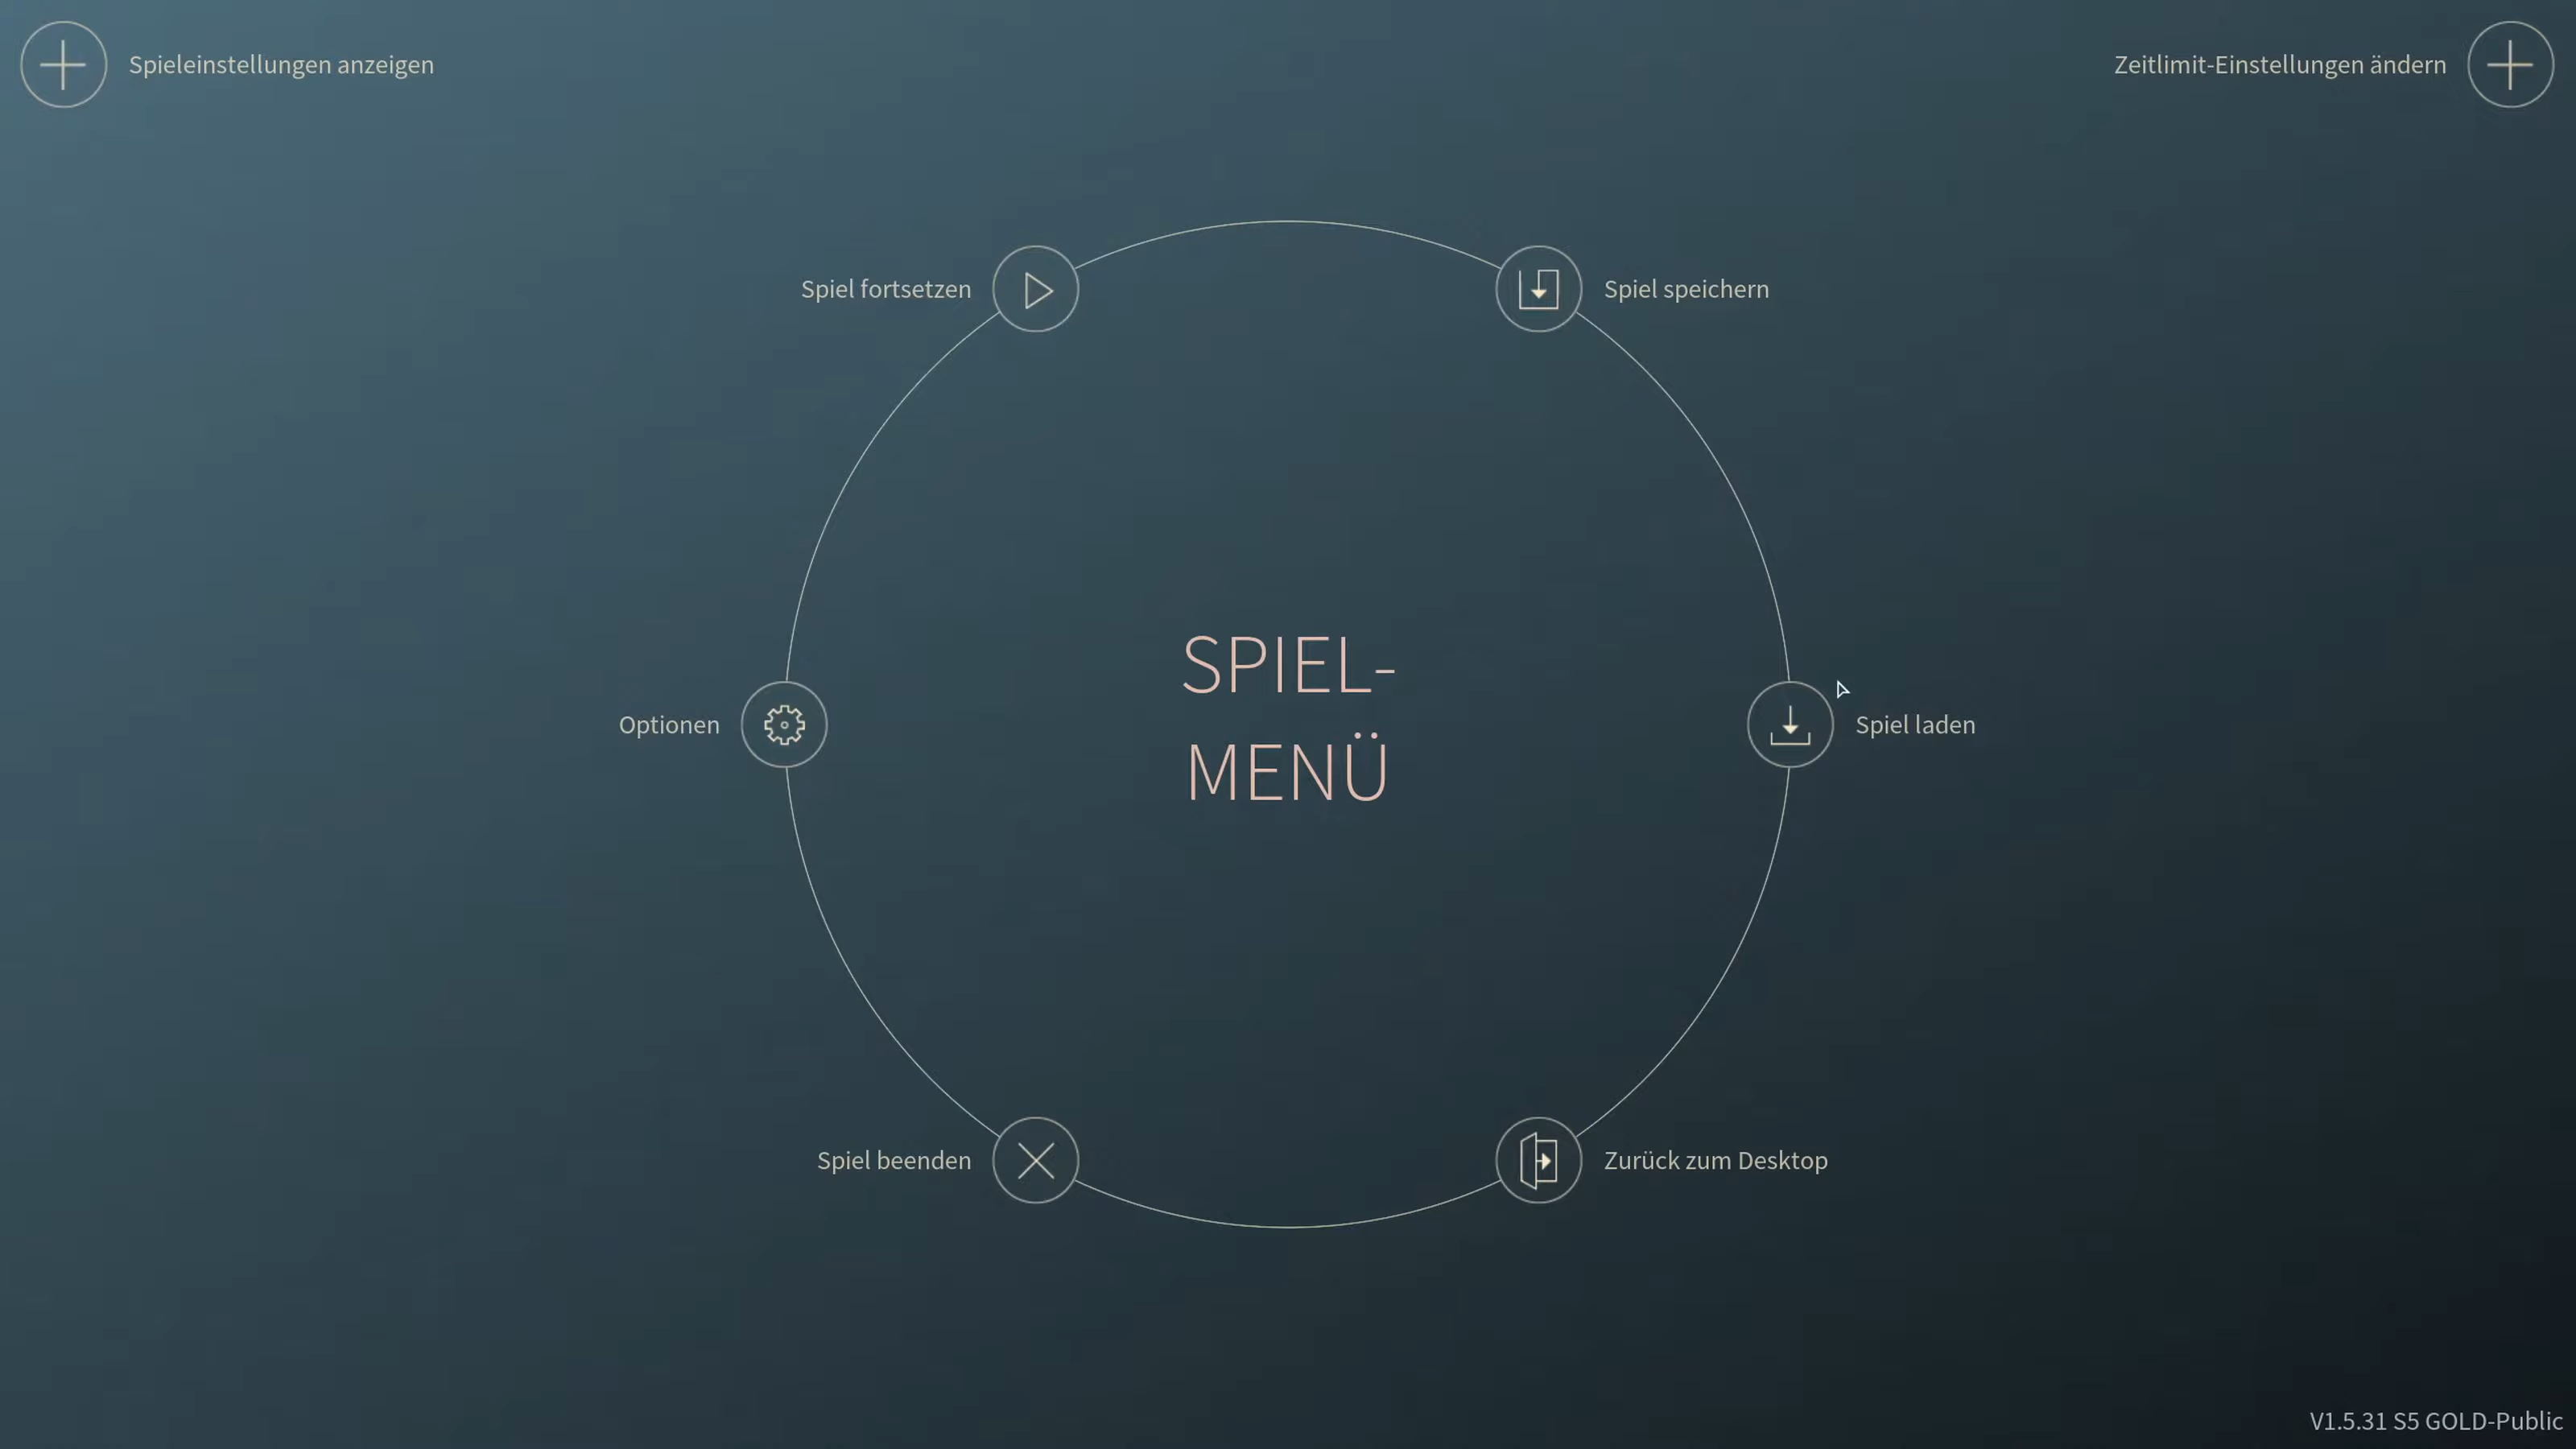 Spieleinstellungen anzeigen
Zeitlimit-Einstellungen ändern
Spiel fortsetzen
Spiel speichern
SPIEL-
MENÜ
Optionen
Spiel laden
Spiel beenden
Zurück zum Desktop
V1.5.31 S5 GOLD-Public